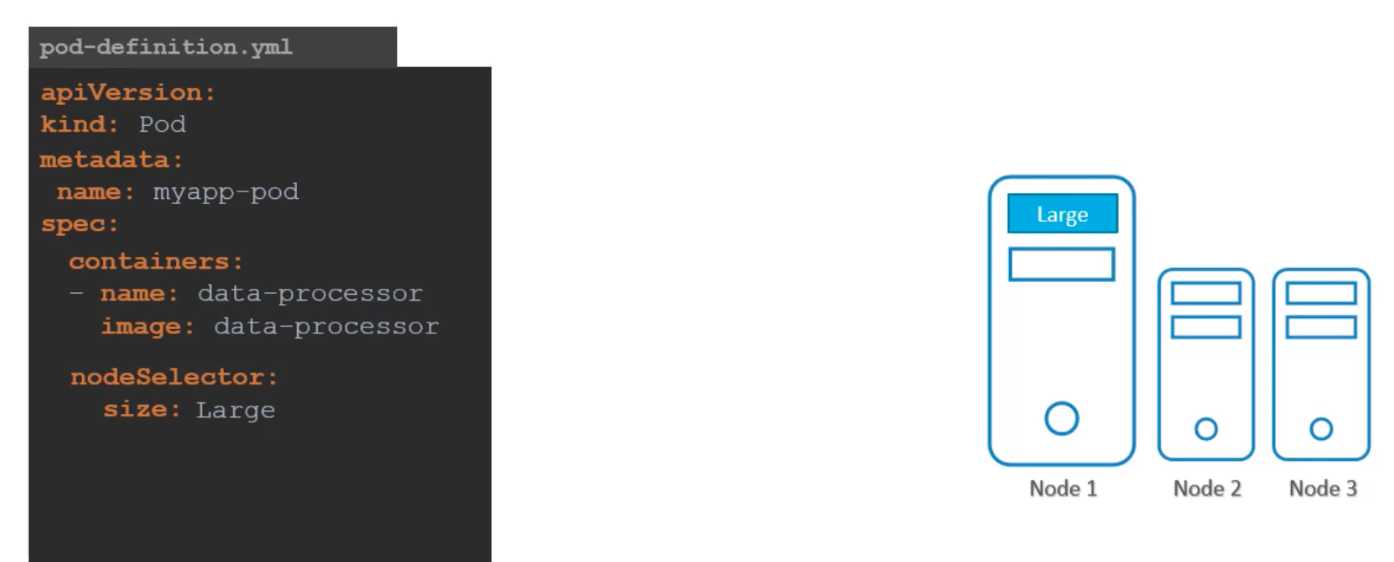 pod-definition.yml
apiVersion:
kind: Pod
metadata:
name: myapp-pod
spec:
containers:
- name: data-processor
image: data-processor
nodeSelector:
size: Large
Large
Node 1
Node 2
Node 3